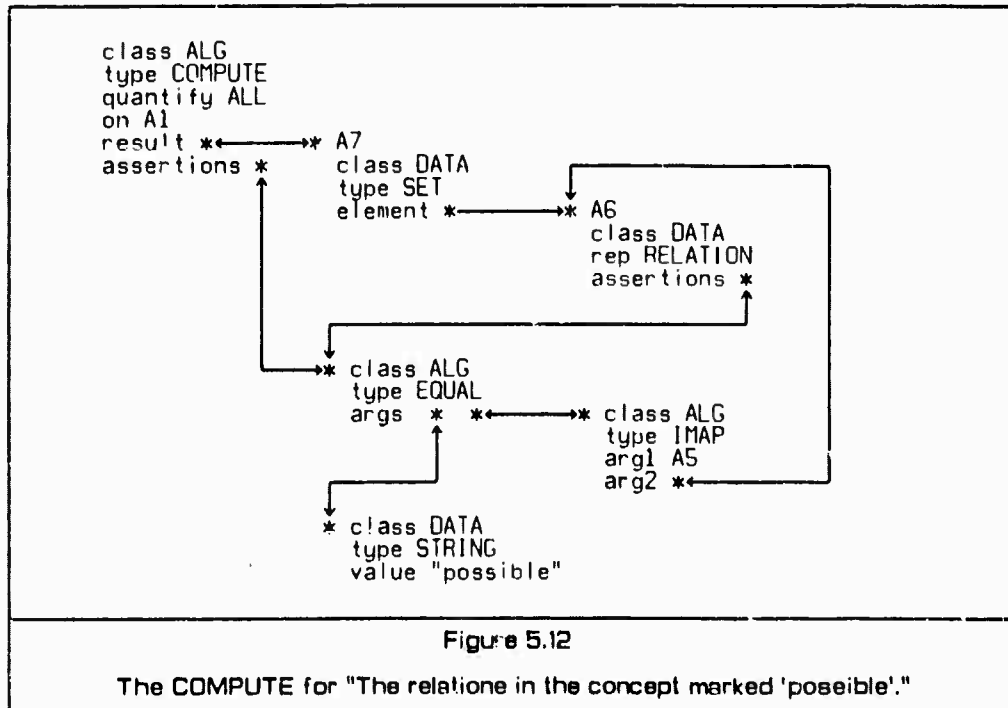 class ALG
type COMPUTE
quantify ALL
on A1
result * * A7
assertions * class DATA
type SET
element * * A6
class DATA
rep RELATION
assertions *
* class ALG
type EQUAL
args * * * class ALG
type IMAP
arg1 A5
arg2 *
* class DATA
type STRING
value "possible"
Figure 5.12
The COMPUTE for "The relatione in the concept marked 'poseible'."